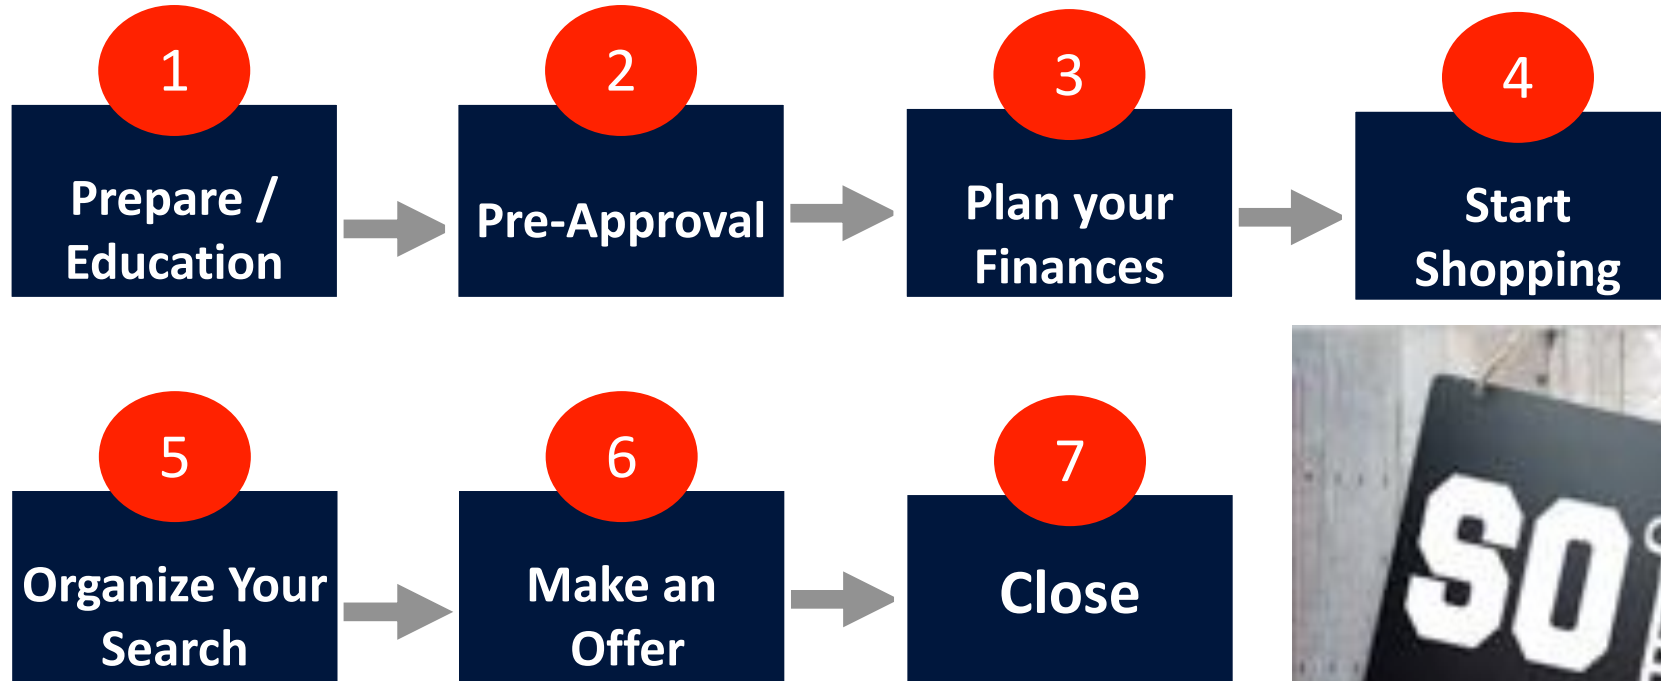 1
Prepare /
Education
2
Pre-Approval
3
Plan your
Finances
4
Start
Shopping
5
Organize Your
Search
6
Make an
Offer
7
Close
SO